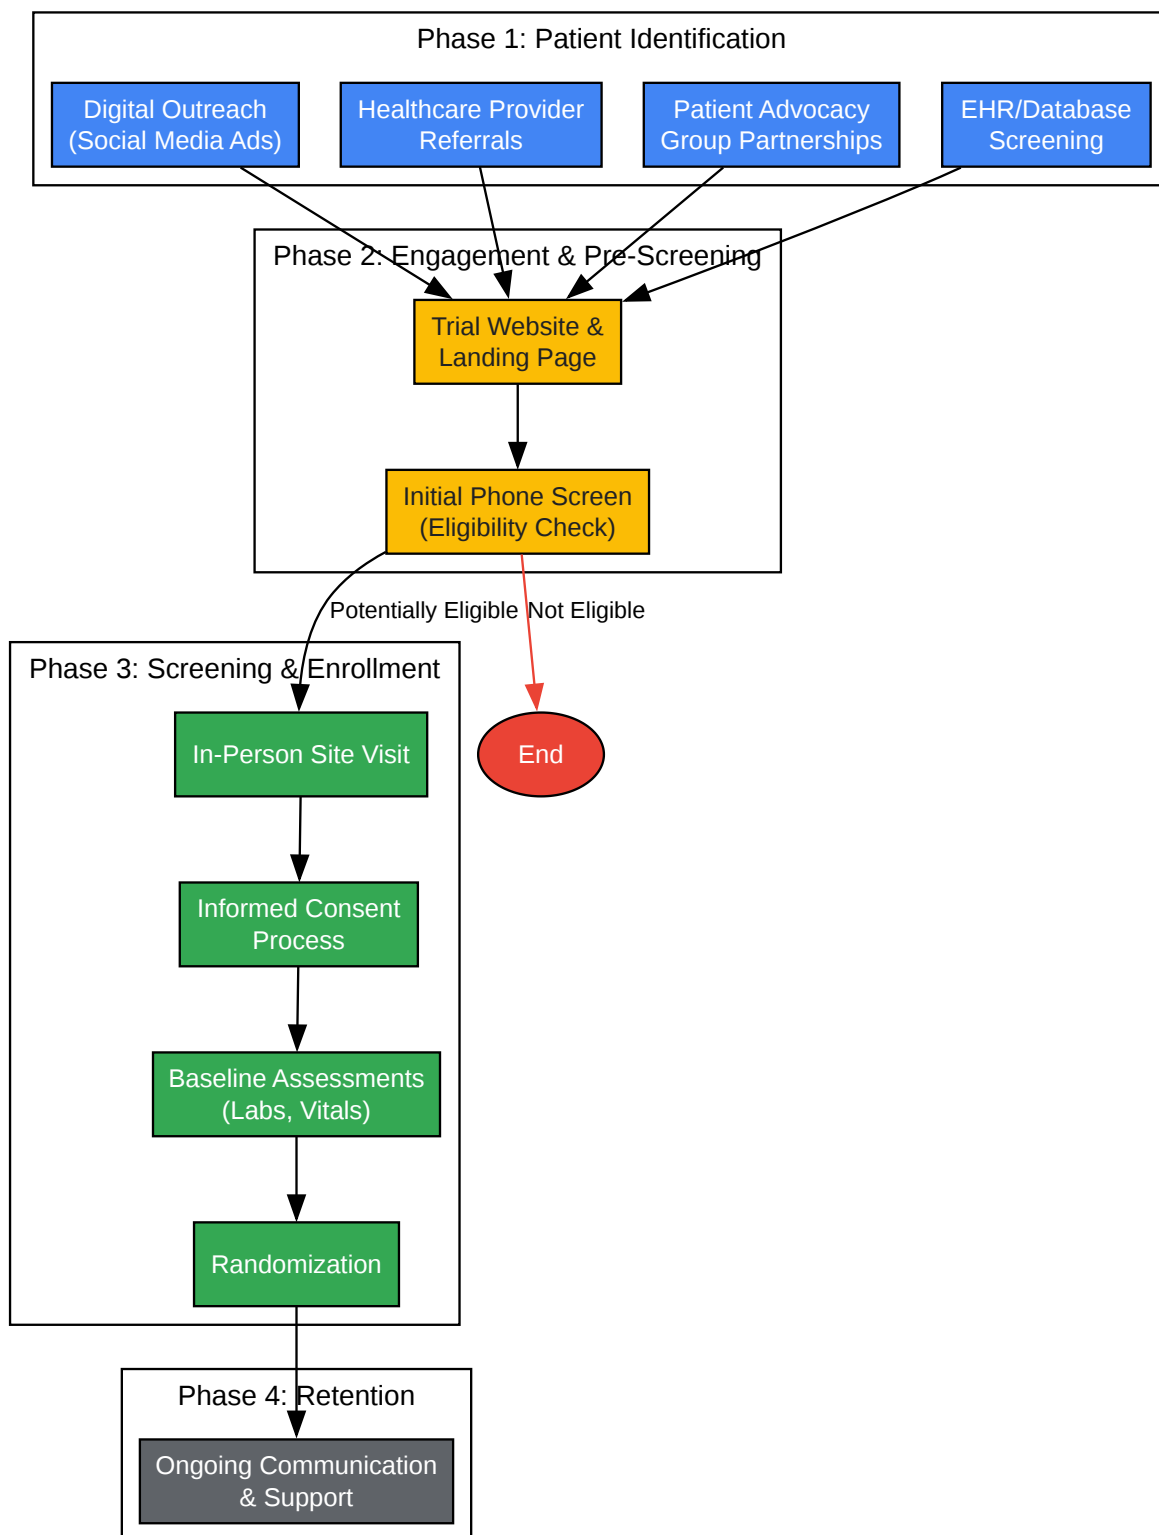 Phase 1: Patient Identification
Digital Outreach
(Social Media Ads)
Healthcare Provider
Referrals
Patient Advocacy
Group Partnerships
EHR/Database
Screening
Phase 2: Engagement & Pre-Screening
Trial Website &
Landing Page
Initial Phone Screen
(Eligibility Check)
Potentially Eligible
Not Eligible
Phase 3: Screening & Enrollment
In-Person Site Visit
End
Informed Consent
Process
Baseline Assessments
(Labs, Vitals)
Randomization
Phase 4: Retention
Ongoing Communication
& Support